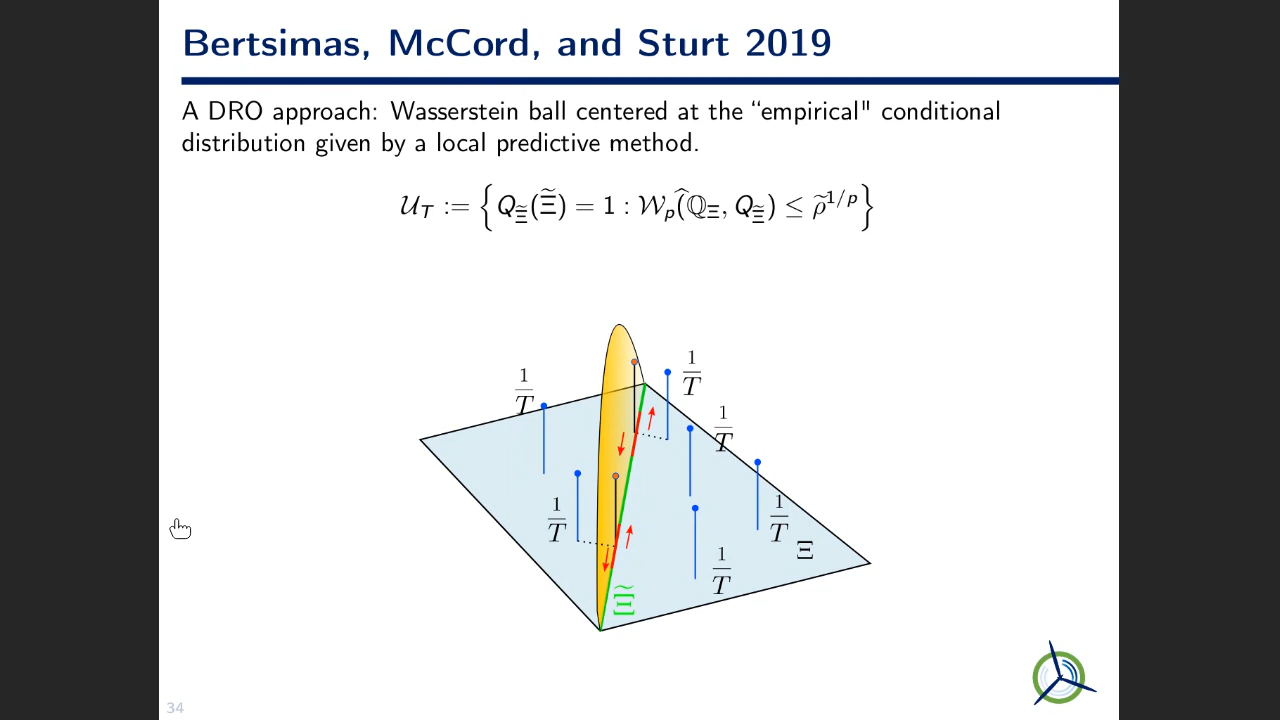 Bertsimas, McCord, and Sturt 2019
A DRO approach: Wasserstein ball centered at the “empirical" conditional
distribution given by a local predictive method.
𝒰_T := { Q_Ξ̃(Ξ̃) = 1 : 𝒲_p(ℚ̂_Ξ, Q_Ξ̃) ≤ ρ̃^{1/p} }
1/T
1/T
1/T
1/T
1/T
Ξ
1/T
Ξ̃
34